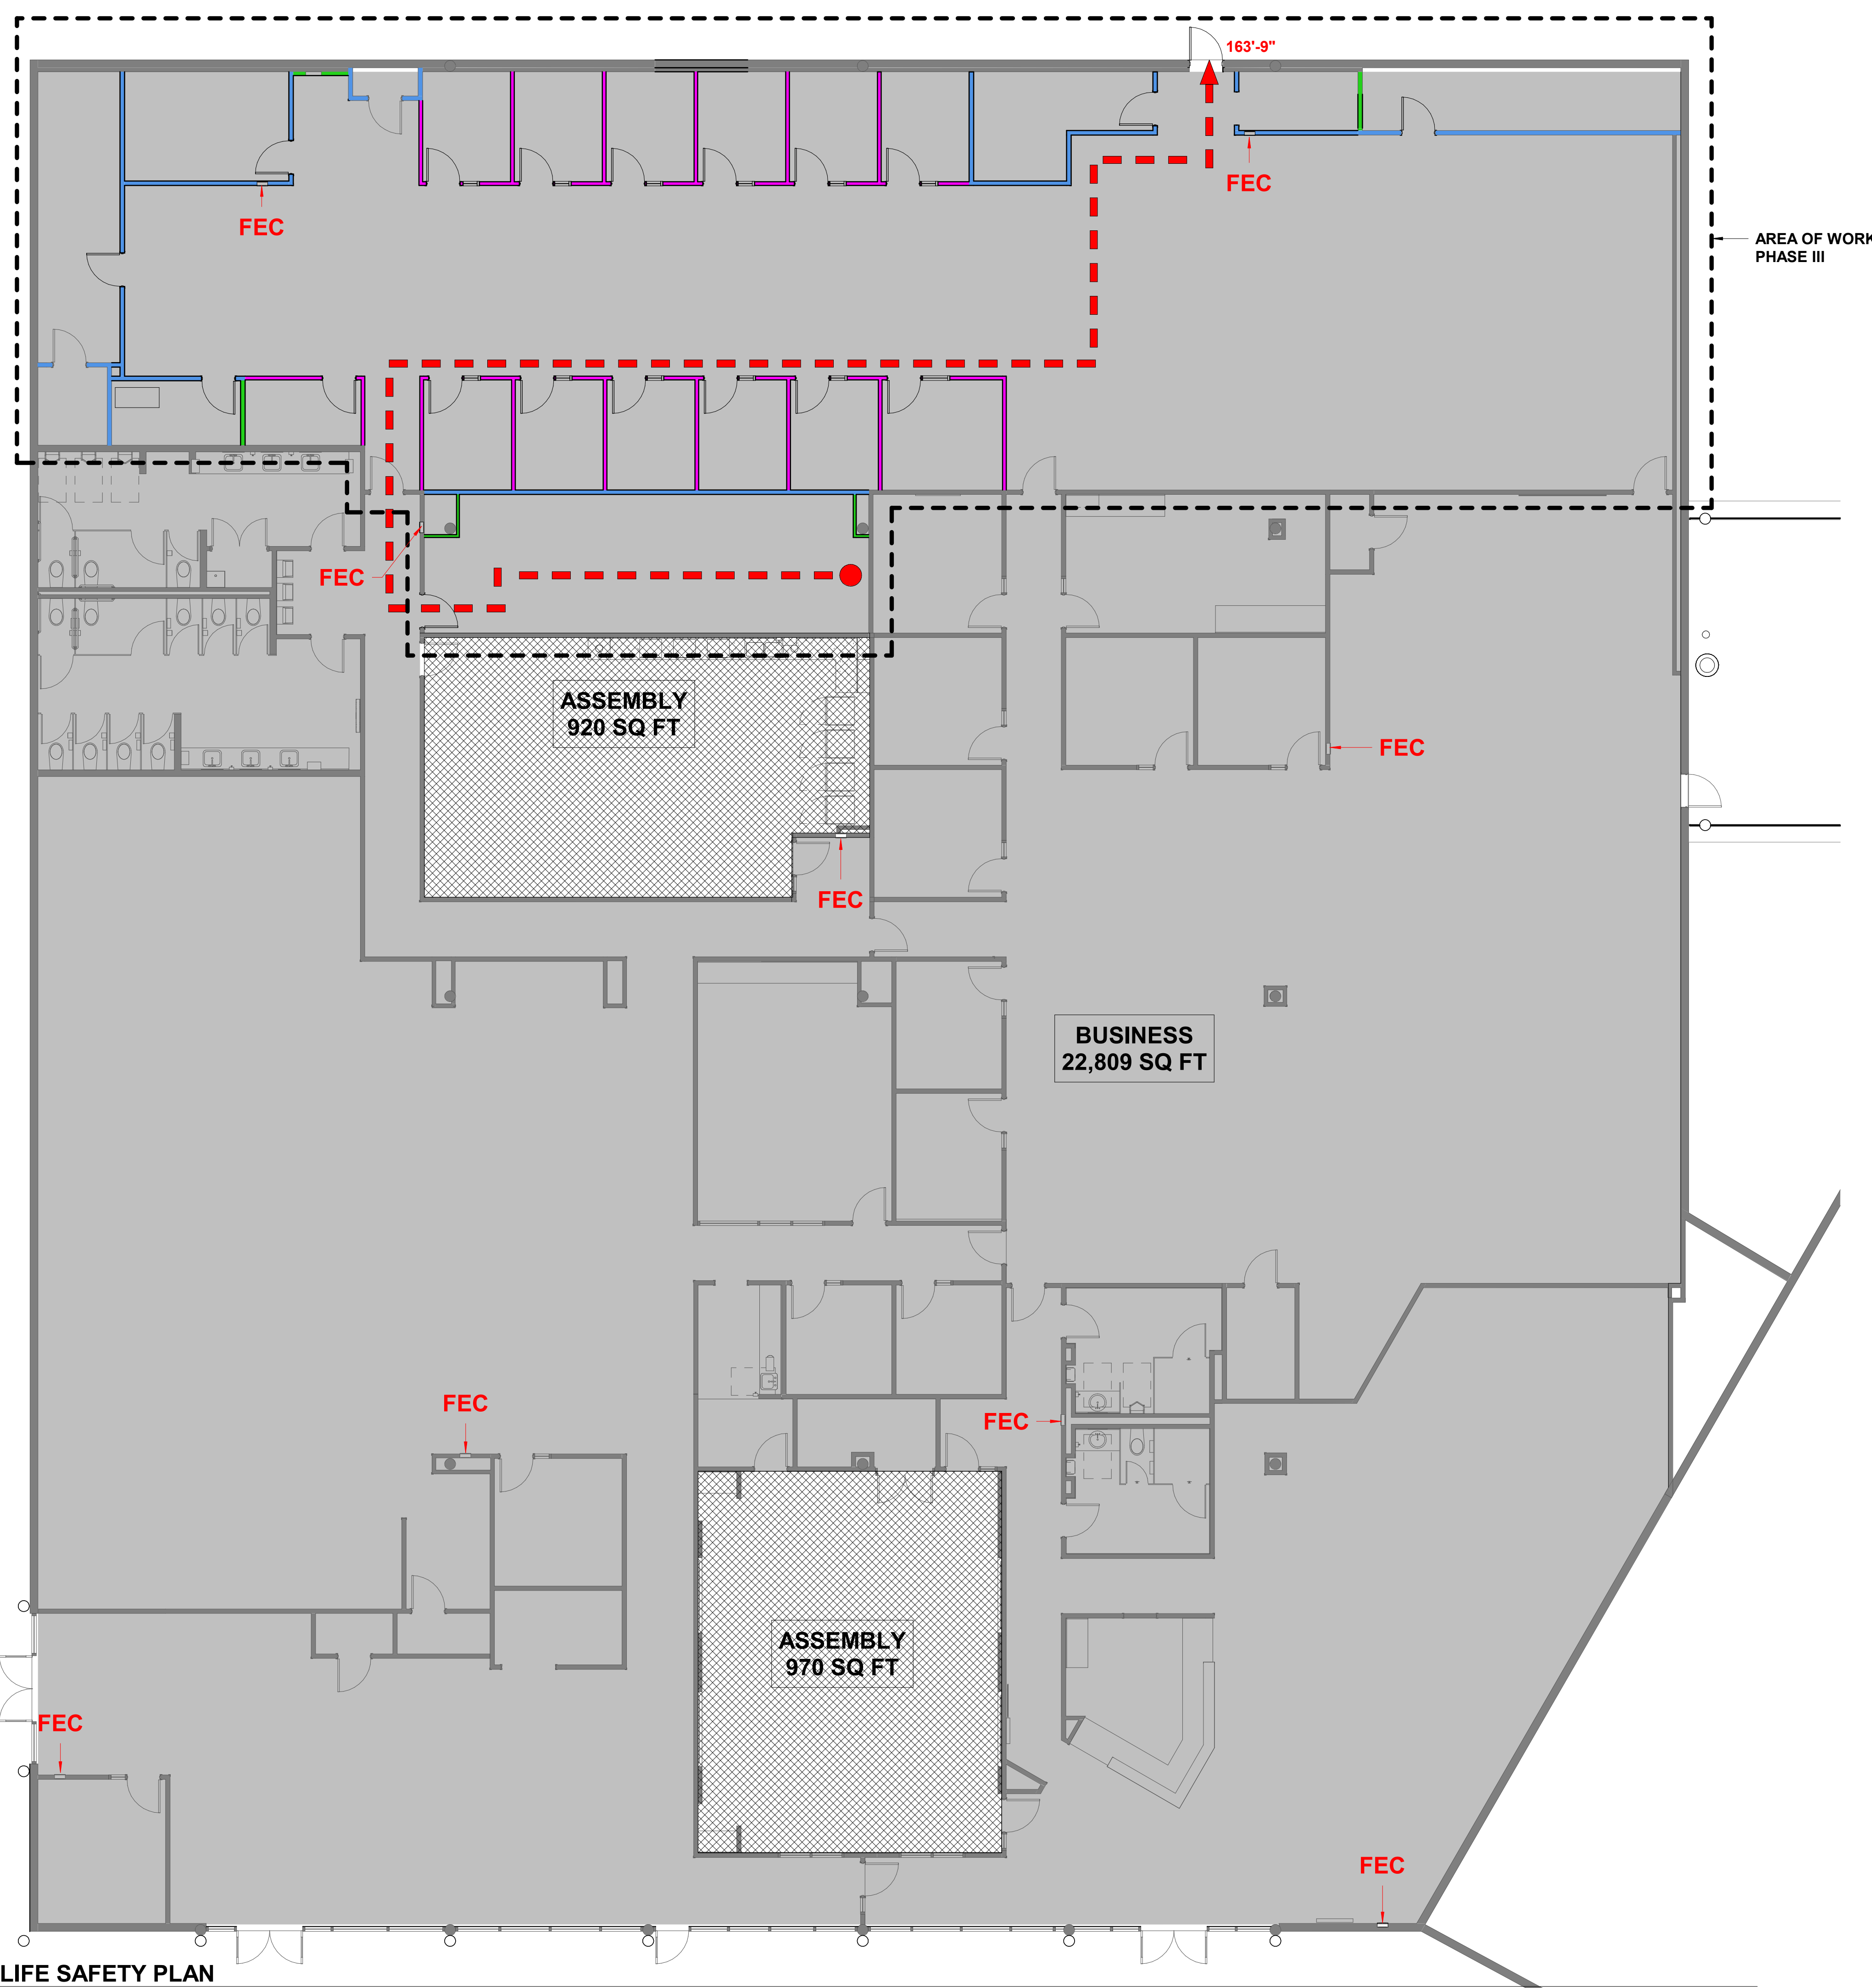 163'-9"
FEC
FEC
AREA OF WORK
PHASE III
FEC
ASSEMBLY
920 SQ FT
FEC
FEC
BUSINESS
22,809 SQ FT
FEC
FEC
ASSEMBLY
970 SQ FT
FEC
FEC
LIFE SAFETY PLAN